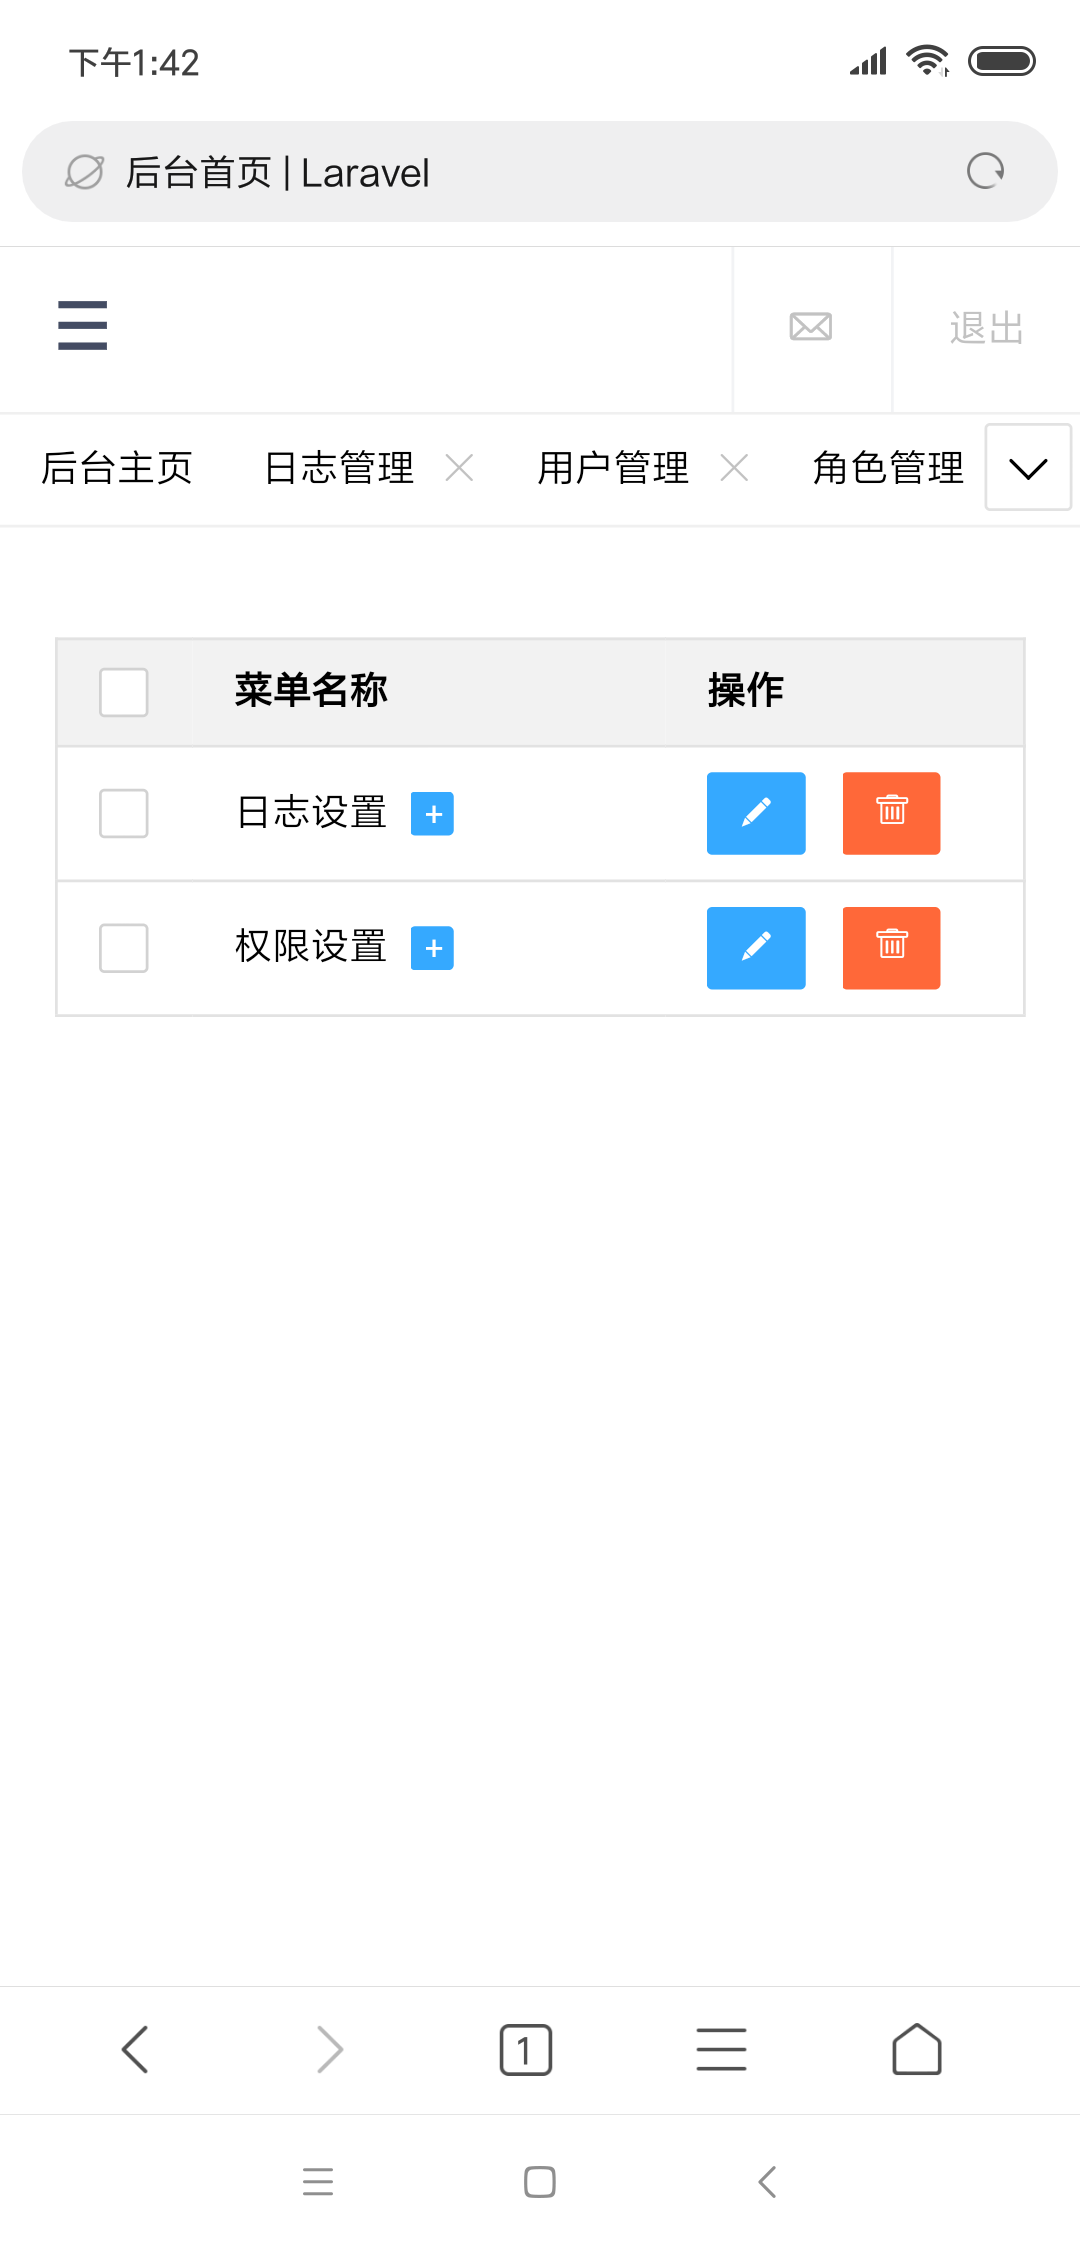 下午1:42
后台首页 | Laravel
退出
后台主页 日志管理 用户管理 角色管理
菜单名称 操作
日志设置 +
权限设置 +
1